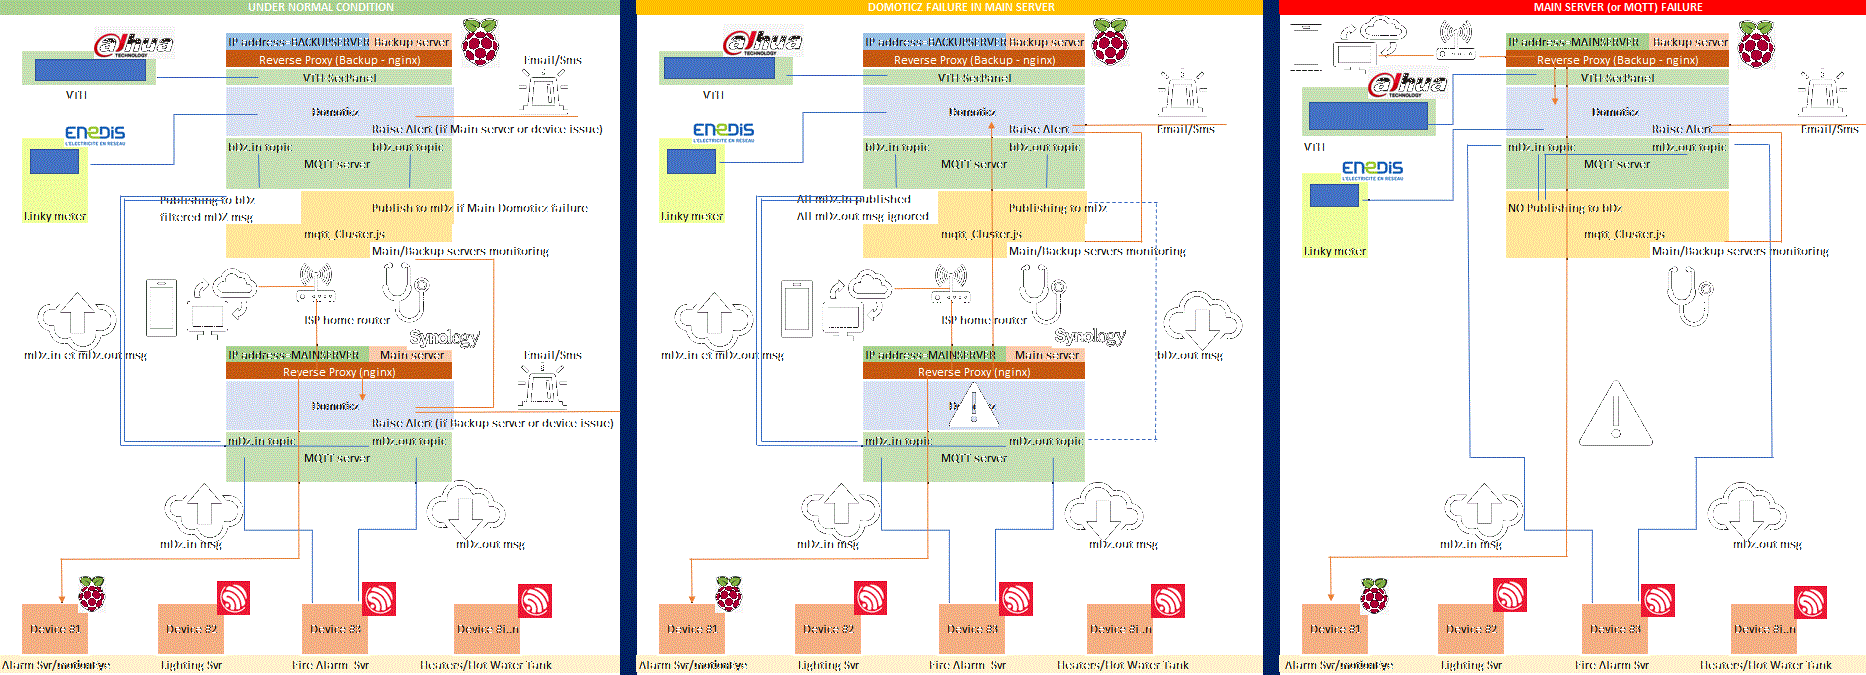 UNDER NORMAL CONDITION
alhua
TECHNOLOGY
IP address=BACKUPSERVER Backup server
Reverse Proxy (Backup - nginx)
VTH SecPanel
VTH
Email/Sms
Domoticz
Raise Alert (if Main server or device issue)
ENEDIS
L'ELECTRICITE EN RESEAU
Linky meter
bDz.in topic bDz.out topic
MQTT server
Publishing to bDz
filtered mDZ msg
Publish to mDz if Main Domoticz failure
mqtt_Cluster.js
Main/Backup servers monitoring
ISP home router
Synology
mDz.in et mDz.out msg
IP address=MAINSERVER Main server
Reverse Proxy (nginx)
Email/Sms
Domoticz
Raise Alert (if Backup server or device issue)
mDz.in topic mDz.out topic
MQTT server
mDz.in msg
mDz.out msg
Device #1
Device #2
Device #3
Device #i..n
Alarm Svr/motioneye
Lighting Svr
Fire Alarm Svr
Heaters/Hot Water Tank
DOMOTICZ FAILURE IN MAIN SERVER
alhua
TECHNOLOGY
IP address=BACKUPSERVER Backup server
Reverse Proxy (Backup - nginx)
VTH SecPanel
VTH
Domoticz
Raise Alert
Email/Sms
ENEDIS
L'ELECTRICITE EN RESEAU
Linky meter
bDz.in topic bDz.out topic
MQTT server
All mDz.in published
All mDz.out msg ignored
Publishing to mDz
mqtt_Cluster.js
Main/Backup servers monitoring
ISP home router
Synology
mDz.in et mDz.out msg
bDz.out msg
IP address=MAINSERVER Main server
Reverse Proxy (nginx)
mDz.in topic mDz.out topic
MQTT server
mDz.in msg
mDz.out msg
Device #1
Device #2
Device #3
Device #i..n
Alarm Svr/motioneye
Lighting Svr
Fire Alarm Svr
Heaters/Hot Water Tank
MAIN SERVER (or MQTT) FAILURE
IP address=MAINSERVER Backup server
Reverse Proxy (Backup - nginx)
alhua
TECHNOLOGY
VTH SecPanel
VTH
Domoticz
Raise Alert
Email/Sms
ENEDIS
L'ELECTRICITE EN RESEAU
Linky meter
mDz.in topic mDz.out topic
MQTT server
NO Publishing to bDz
mqtt_Cluster.js
Main/Backup servers monitoring
mDz.in msg
mDz.out msg
Device #1
Device #2
Device #3
Device #i..n
Alarm Svr/motioneye
Lighting Svr
Fire Alarm Svr
Heaters/Hot Water Tank